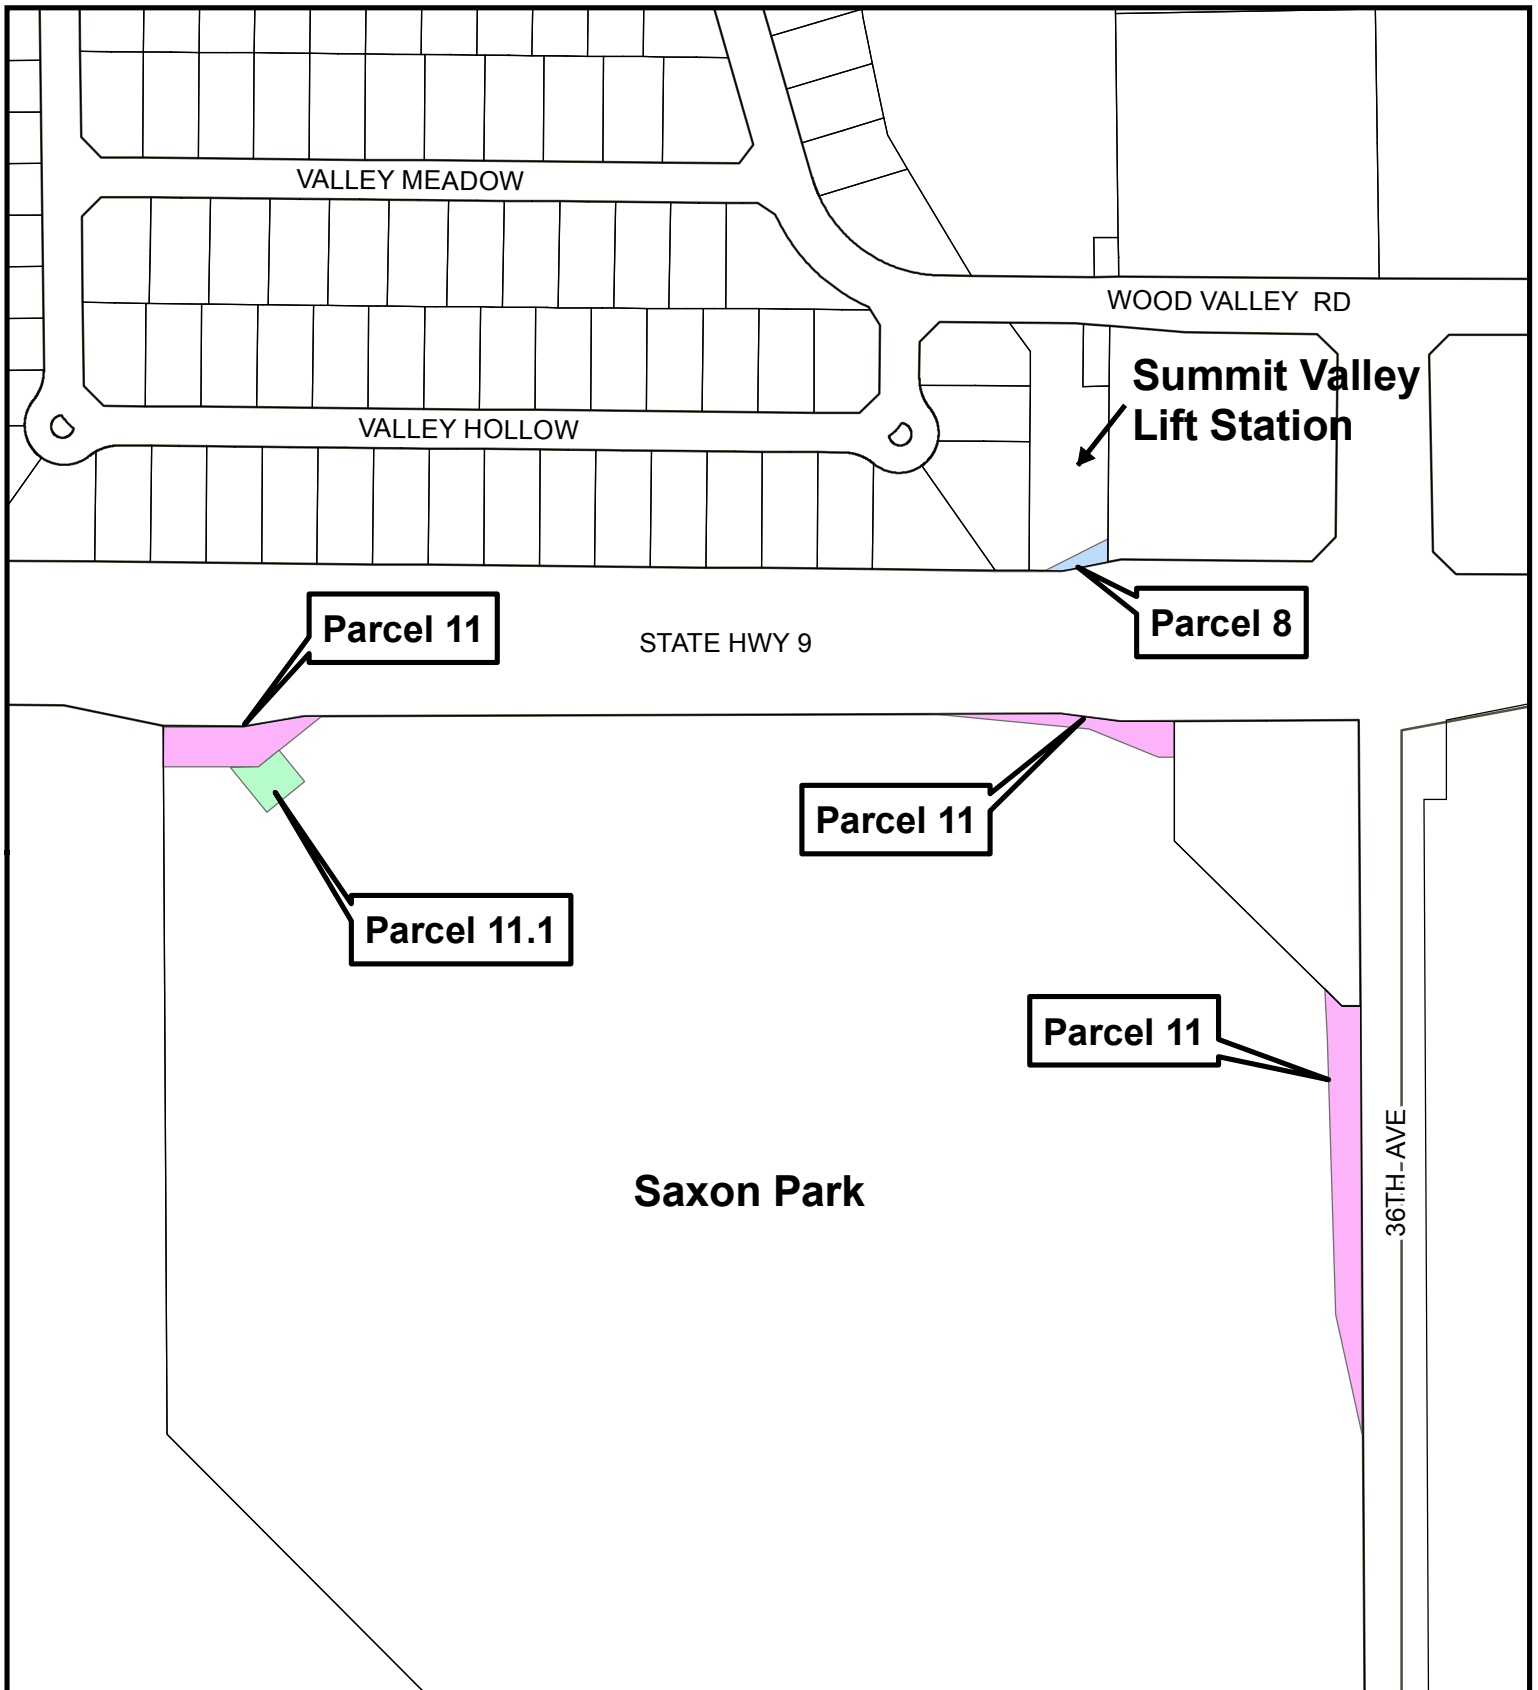 VALLEY MEADOW
WOOD VALLEY RD
Summit Valley
Lift Station
VALLEY HOLLOW
Parcel 11
STATE HWY 9
Parcel 8
Parcel 11
Parcel 11.1
Parcel 11
36TH AVE
Saxon Park